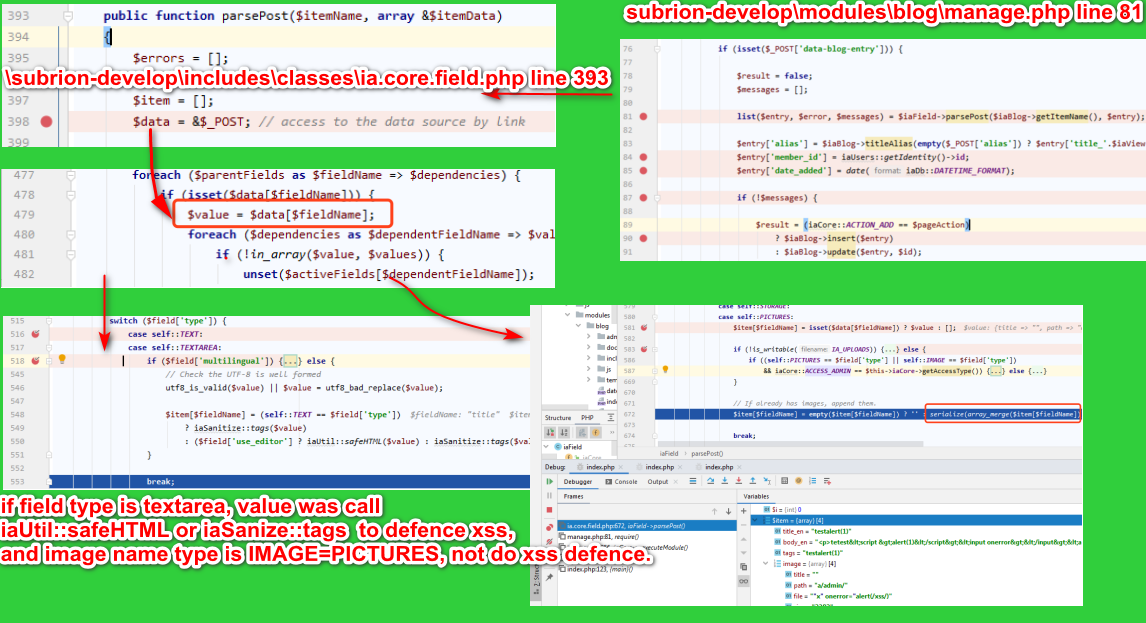 subrion-develop\modules\blog\manage.php line 81
393 public function parsePost($itemName, array &$itemData)
394 {
395 $errors = [];
\subrion-develop\includes\classes\ia.core.field.php line 393
397 $item = [];
398 $data = &$_POST; // access to the data source by link
399
76 if (isset($_POST['data-blog-entry'])) {
77
78 $result = false;
79 $messages = [];
80
81 list($entry, $error, $messages) = $iaField->parsePost($iaBlog->getItemName(), $entry);
82
83 $entry['alias'] = $iaBlog->titleAlias(empty($_POST['alias']) ? $entry['title_'.$iaView
84 $entry['member_id'] = iaUsers::getIdentity()->id;
85 $entry['date_added'] = date( format: iaDb::DATETIME_FORMAT);
86
87 if (!$messages) {
88
89 $result = (iaCore::ACTION_ADD == $pageAction)
90 ? $iaBlog->insert($entry)
91 : $iaBlog->update($entry, $id);
477 foreach ($parentFields as $fieldName => $dependencies) {
478 if (isset($data[$fieldName])) {
479 $value = $data[$fieldName];
480 foreach ($dependencies as $dependentFieldName => $val
481 if (!in_array($value, $values)) {
482 unset($activeFields[$dependentFieldName]);
515 switch ($field['type']) {
516 case self::TEXT:
517 case self::TEXTAREA:
518 if ($field['multilingual']) {...} else {
545 // Check the UTF-8 is well formed
546 utf8_is_valid($value) || $value = utf8_bad_replace($value);
547
548 $item[$fieldName] = (self::TEXT == $field['type']) $fieldName: "title" $item
549 ? iaSanitize::tags($value)
550 : ($field['use_editor'] ? iaUtil::safeHTML($value) : iaSanitize::tags($val
551 }
553 break;
if field type is textarea, value was call
iaUtil::safeHTML or iaSanize::tags to defence xss,
and image name type is IMAGE=PICTURES, not do xss defence.
modules
blog
js
Structure PHP
iaField
579 case self::STORAGE:
580 case self::PICTURES:
581 $item[$fieldName] = isset($data[$fieldName]) ? $value : []; $value: {title => "", path =>
583 if (!is_writable( filename: IA_UPLOADS)) {...} else {
586 if ((self::PICTURES == $field['type'] || self::IMAGE == $field['type'])
587 && iaCore::ACCESS_ADMIN == $this->iaCore->getAccessType()) {...} else {...}
669 }
670
671 // If already has images, append them.
672 $item[$fieldName] = empty($item[$fieldName]) ? '' : serialize(array_merge($item[$fieldName]
673
674 break;
675
iaField › parsePost()
Debug: index.php × index.php × index.php ×
Debugger Console Output
Frames
ia.core.field.php:672, iaField->parsePost()
manage.php:81, require()
ecuteModule()
index.php:123, {main}()
Variables
$i = {int} 0
$item = {array} [4]
title_en = "testalert(1)"
body_en = "<p>tetest&lt;script &gt;alert(1)&lt;/script&gt;&lt;input onerror&gt;&lt;/input&gt;&lt;a
tags = "testalert(1)"
image = {array} [4]
title = ""
path = "a/admin/"
file = ""x" onerror="alert(/xss/)"